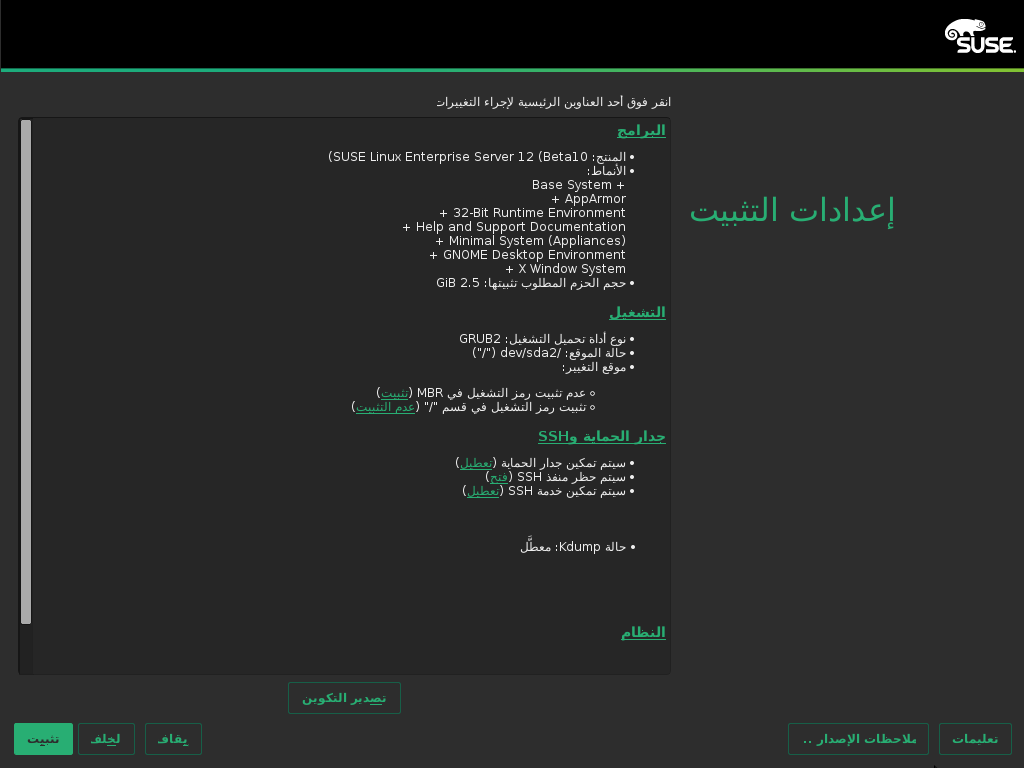 SUSE.
انقر فوق أحد العناوين الرئيسية لإجراء التغييرات
إعدادات التثبيت
البرامج
• المنتج: SUSE Linux Enterprise Server 12 (Beta10)
• الأنماط:
+ Base System
+ AppArmor
+ 32-Bit Runtime Environment
+ Help and Support Documentation
+ Minimal System (Appliances)
+ GNOME Desktop Environment
+ X Window System
• حجم الحزم المطلوب تثبيتها: 2.5 GiB
التشغيل
• نوع أداة تحميل التشغيل: GRUB2
• حالة الموقع: /dev/sda2 ("/")
• موقع التغيير:
◦ عدم تثبيت رمز التشغيل في MBR (تثبيت)
◦ تثبيت رمز التشغيل في قسم "/" (عدم التثبيت)
جدار الحماية وSSH
• سيتم تمكين جدار الحماية (تعطيل)
• سيتم حظر منفذ SSH (فتح)
• سيتم تمكين خدمة SSH (تعطيل)
• حالة Kdump: معطَّل
النظام
تصدير التكوين
تعليمات
ملاحظات الإصدار ..
يقاف
لخلف
تثبيت